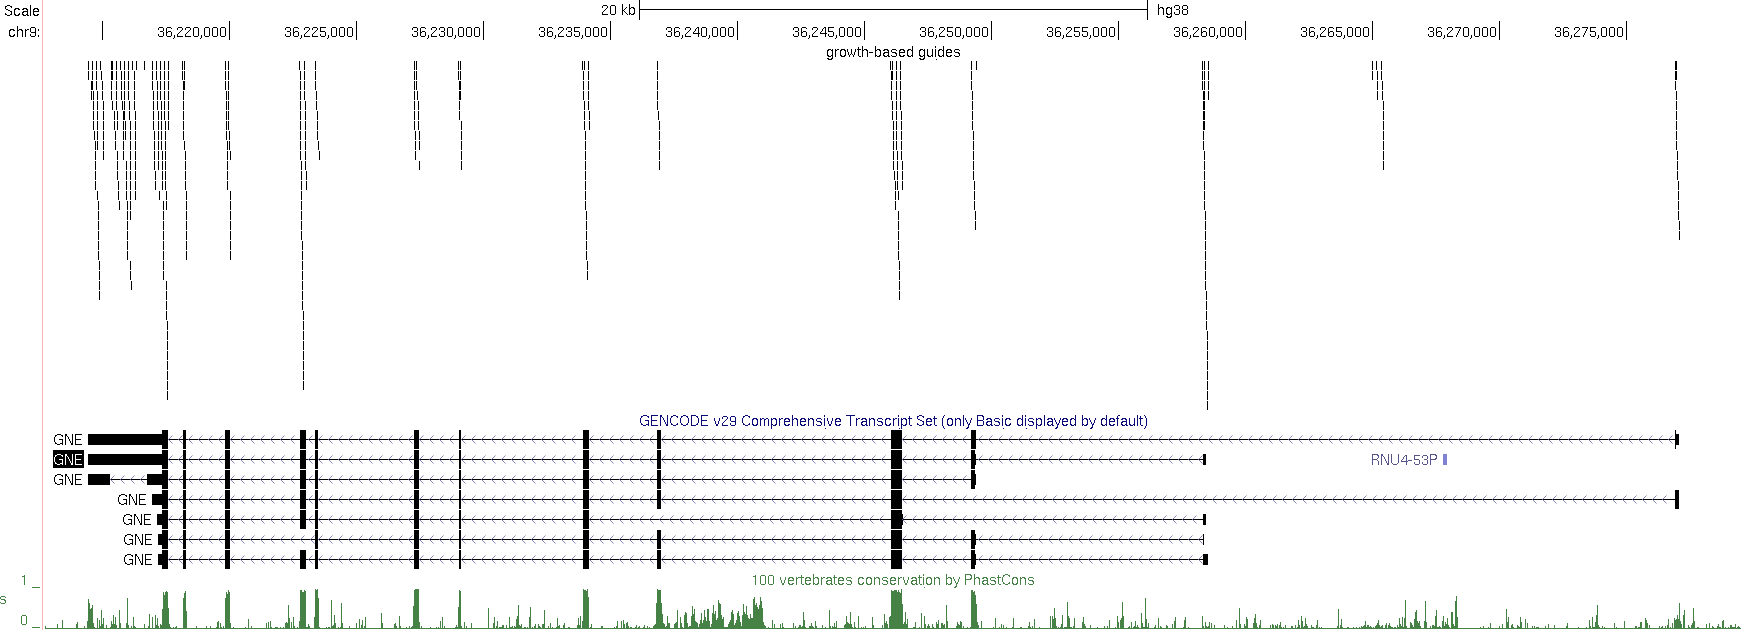 Scale 20 kb hg38
chr9: 36,220,000 36,225,000 36,230,000 36,235,000 36,240,000 36,245,000 36,250,000 36,255,000 36,260,000 36,265,000 36,270,000 36,275,000
growth-based guides
GENCODE v29 Comprehensive Transcript Set (only Basic displayed by default)
GNE
GNE RNU4-53P
GNE
GNE
GNE
GNE
GNE
1 _ 100 vertebrates conservation by PhastCons
s
0 _